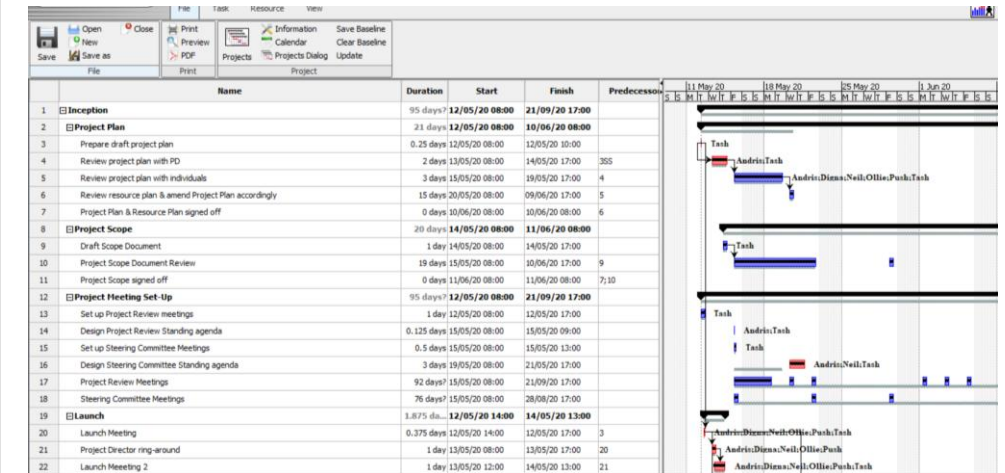 File Task Resource View
Save
Open
New
Save as
Close
File
Print
Preview
PDF
Print
Projects
Information
Calendar
Projects Dialog
Save Baseline
Clear Baseline
Update
Project
Name Duration Start Finish Predecessor
11 May 20 18 May 20 25 May 20 1 Jun 20
S S M T W T F S S M T W T F S S M T W T F S S M T W T F S S
1 Inception 95 days? 12/05/20 08:00 21/09/20 17:00
2 Project Plan 21 days 12/05/20 08:00 10/06/20 08:00
3 Prepare draft project plan 0.25 days 12/05/20 08:00 12/05/20 10:00 Tash
4 Review project plan with PD 2 days 13/05/20 08:00 14/05/20 17:00 3SS Andris;Tash
5 Review project plan with individuals 3 days 15/05/20 08:00 19/05/20 17:00 4 Andris;Digna;Neil;Ollie;Push;Tash
6 Review resource plan & amend Project Plan accordingly 15 days 20/05/20 08:00 09/06/20 17:00 5
7 Project Plan & Resource Plan signed off 0 days 10/06/20 08:00 10/06/20 08:00 6
8 Project Scope 20 days 14/05/20 08:00 11/06/20 08:00
9 Draft Scope Document 1 day 14/05/20 08:00 14/05/20 17:00 Tash
10 Project Scope Document Review 19 days 15/05/20 08:00 10/06/20 17:00 9
11 Project Scope signed off 0 days 11/06/20 08:00 11/06/20 08:00 7;10
12 Project Meeting Set-Up 95 days? 12/05/20 08:00 21/09/20 17:00
13 Set up Project Review meetings 1 day 12/05/20 08:00 12/05/20 17:00 Tash
14 Design Project Review Standing agenda 0.125 days 15/05/20 08:00 15/05/20 09:00 Andris;Tash
15 Set up Steering Committee Meetings 0.5 days 15/05/20 08:00 15/05/20 13:00 Tash
16 Design Steering Committee Standing agenda 3 days 19/05/20 08:00 21/05/20 17:00 Andris;Neil;Tash
17 Project Review Meetings 92 days? 15/05/20 08:00 21/09/20 17:00
18 Steering Committee Meetings 76 days? 15/05/20 08:00 28/08/20 17:00
19 Launch 1.875 da... 12/05/20 14:00 14/05/20 13:00
20 Launch Meeting 0.375 days 12/05/20 14:00 12/05/20 17:00 3 Andris;Digna;Neil;Ollie;Push;Tash
21 Project Director ring-around 1 day 13/05/20 08:00 13/05/20 17:00 20 Andris;Digna;Neil;Ollie;Push;Tash
22 Launch Meeeting 2 1 day 13/05/20 12:00 14/05/20 13:00 21 Andris;Digna;Neil;Ollie;Push;Tash